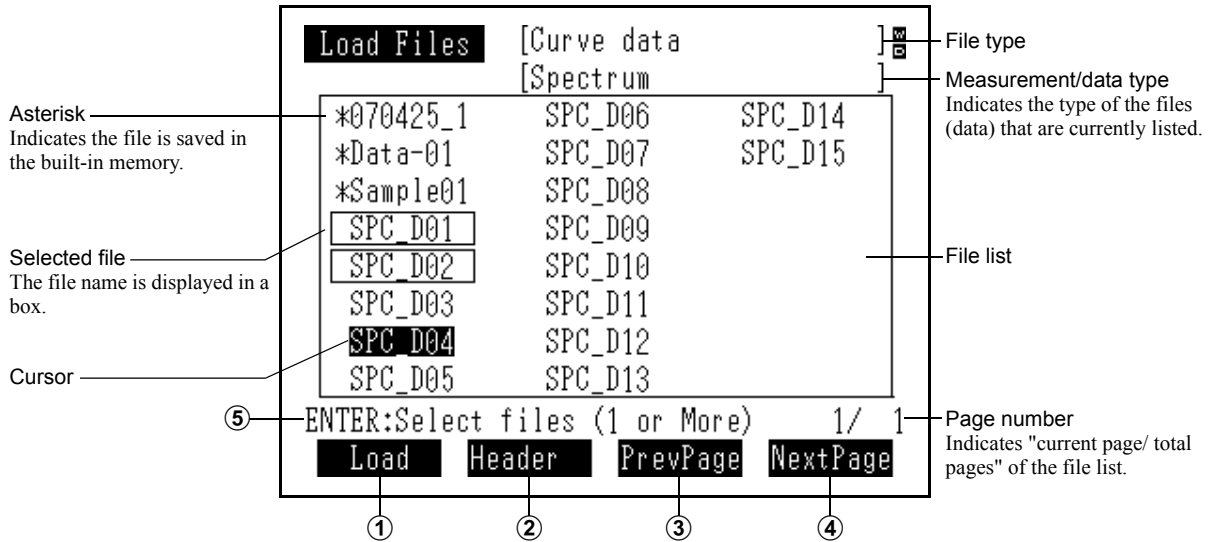 Load Files [Curve data ] W D
[Spectrum ]
*070425_1 SPC_D06 SPC_D14
*Data-01 SPC_D07 SPC_D15
*Sample01 SPC_D08
SPC_D01 SPC_D09
SPC_D02 SPC_D10
SPC_D03 SPC_D11
SPC_D04 SPC_D12
SPC_D05 SPC_D13
ENTER:Select files (1 or More) 1/ 1
Load Header PrevPage NextPage
Asterisk
Indicates the file is saved in
the built-in memory.
Selected file
The file name is displayed in a
box.
Cursor
⑤
① ② ③ ④
File type
Measurement/data type
Indicates the type of the files
(data) that are currently listed.
File list
Page number
Indicates "current page/ total
pages" of the file list.